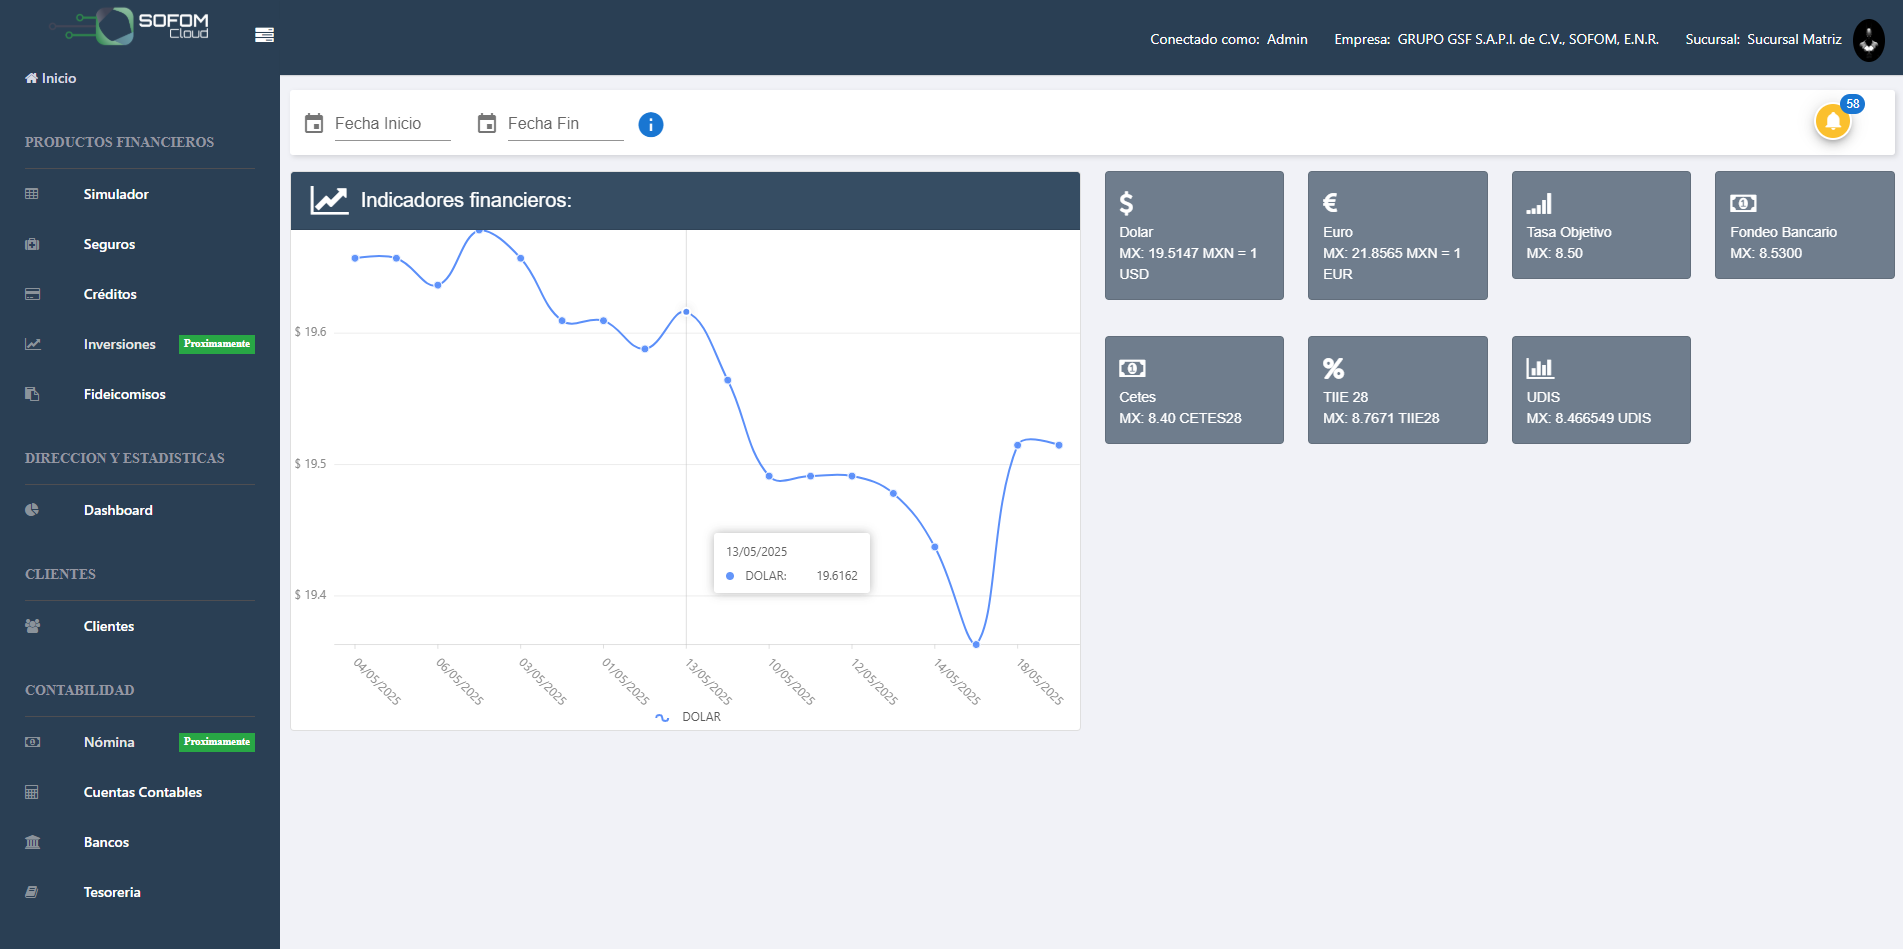 SOFOM
Cloud
Conectado como: Admin
Empresa: GRUPO GSF S.A.P.I. de C.V., SOFOM, E.N.R.
Sucursal: Sucursal Matriz
Inicio
PRODUCTOS FINANCIEROS
Simulador
Seguros
Créditos
Inversiones Proximamente
Fideicomisos
DIRECCION Y ESTADISTICAS
Dashboard
CLIENTES
Clientes
CONTABILIDAD
Nómina Proximamente
Cuentas Contables
Bancos
Tesoreria
Fecha Inicio
Fecha Fin
58
Indicadores financieros:
$ 19.6
$ 19.5
$ 19.4
13/05/2025
DOLAR: 19.6162
04/05/2025
06/05/2025
03/05/2025
01/05/2025
13/05/2025
10/05/2025
12/05/2025
14/05/2025
18/05/2025
DOLAR
Dolar
MX: 19.5147 MXN = 1
USD
Euro
MX: 21.8565 MXN = 1
EUR
Tasa Objetivo
MX: 8.50
Fondeo Bancario
MX: 8.5300
Cetes
MX: 8.40 CETES28
TIIE 28
MX: 8.7671 TIIE28
UDIS
MX: 8.466549 UDIS